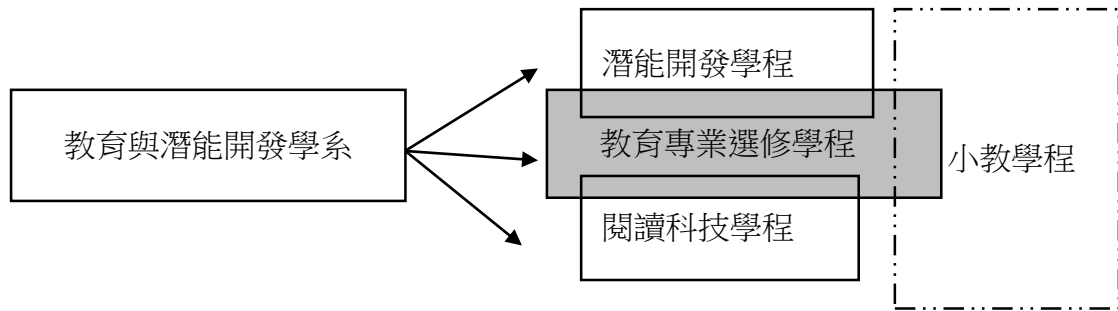 教育與潛能開發學系
潛能開發學程
教育專業選修學程
閱讀科技學程
小教學程